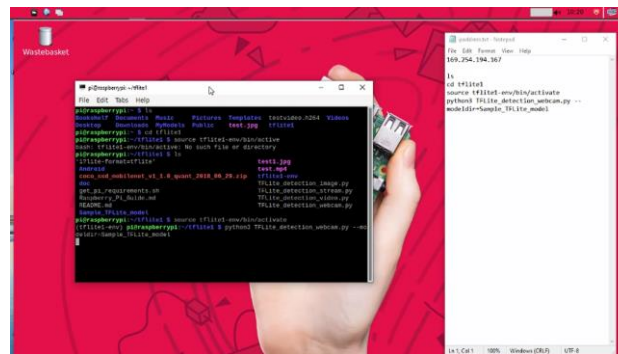 20:20
Wastebasket
pi@raspberrypi: ~/tflite1
File Edit Tabs Help
pi@raspberrypi:~ $ ls
Bookshelf Documents Music Pictures Templates testvideo.h264 Videos
Desktop Downloads MyModels Public test.jpg tflite1
pi@raspberrypi:~ $ cd tflite1
pi@raspberrypi:~/tflite1 $ source tflite1-env/bin/active
bash: tflite1-env/bin/active: No such file or directory
pi@raspberrypi:~/tflite1 $ ls
test1.jpg
Android test.mp4
coco_ssd_mobilenet_v1_1.0_quant_2018_06_29.zip tflite1-env
doc TFLite_detection_image.py
get_pi_requirements.sh TFLite_detection_stream.py
Raspberry_Pi_Guide.md TFLite_detection_video.py
README.md TFLite_detection_webcam.py
Sample_TFLite_model
pi@raspberrypi:~/tflite1 $ source tflite1-env/bin/activate
(tflite1-env) pi@raspberrypi:~/tflite1 $ python3 TFLite_detection_webcam.py --mo
Notepad
File Edit Format View Help
169.254.194.167
ls
cd tflite1
source tflite1-env/bin/activate
python3 TFLite_detection_webcam.py --
modeldir=Sample_TFLite_model
Ln 1, Col 1 100% Windows (CRLF) UTF-8